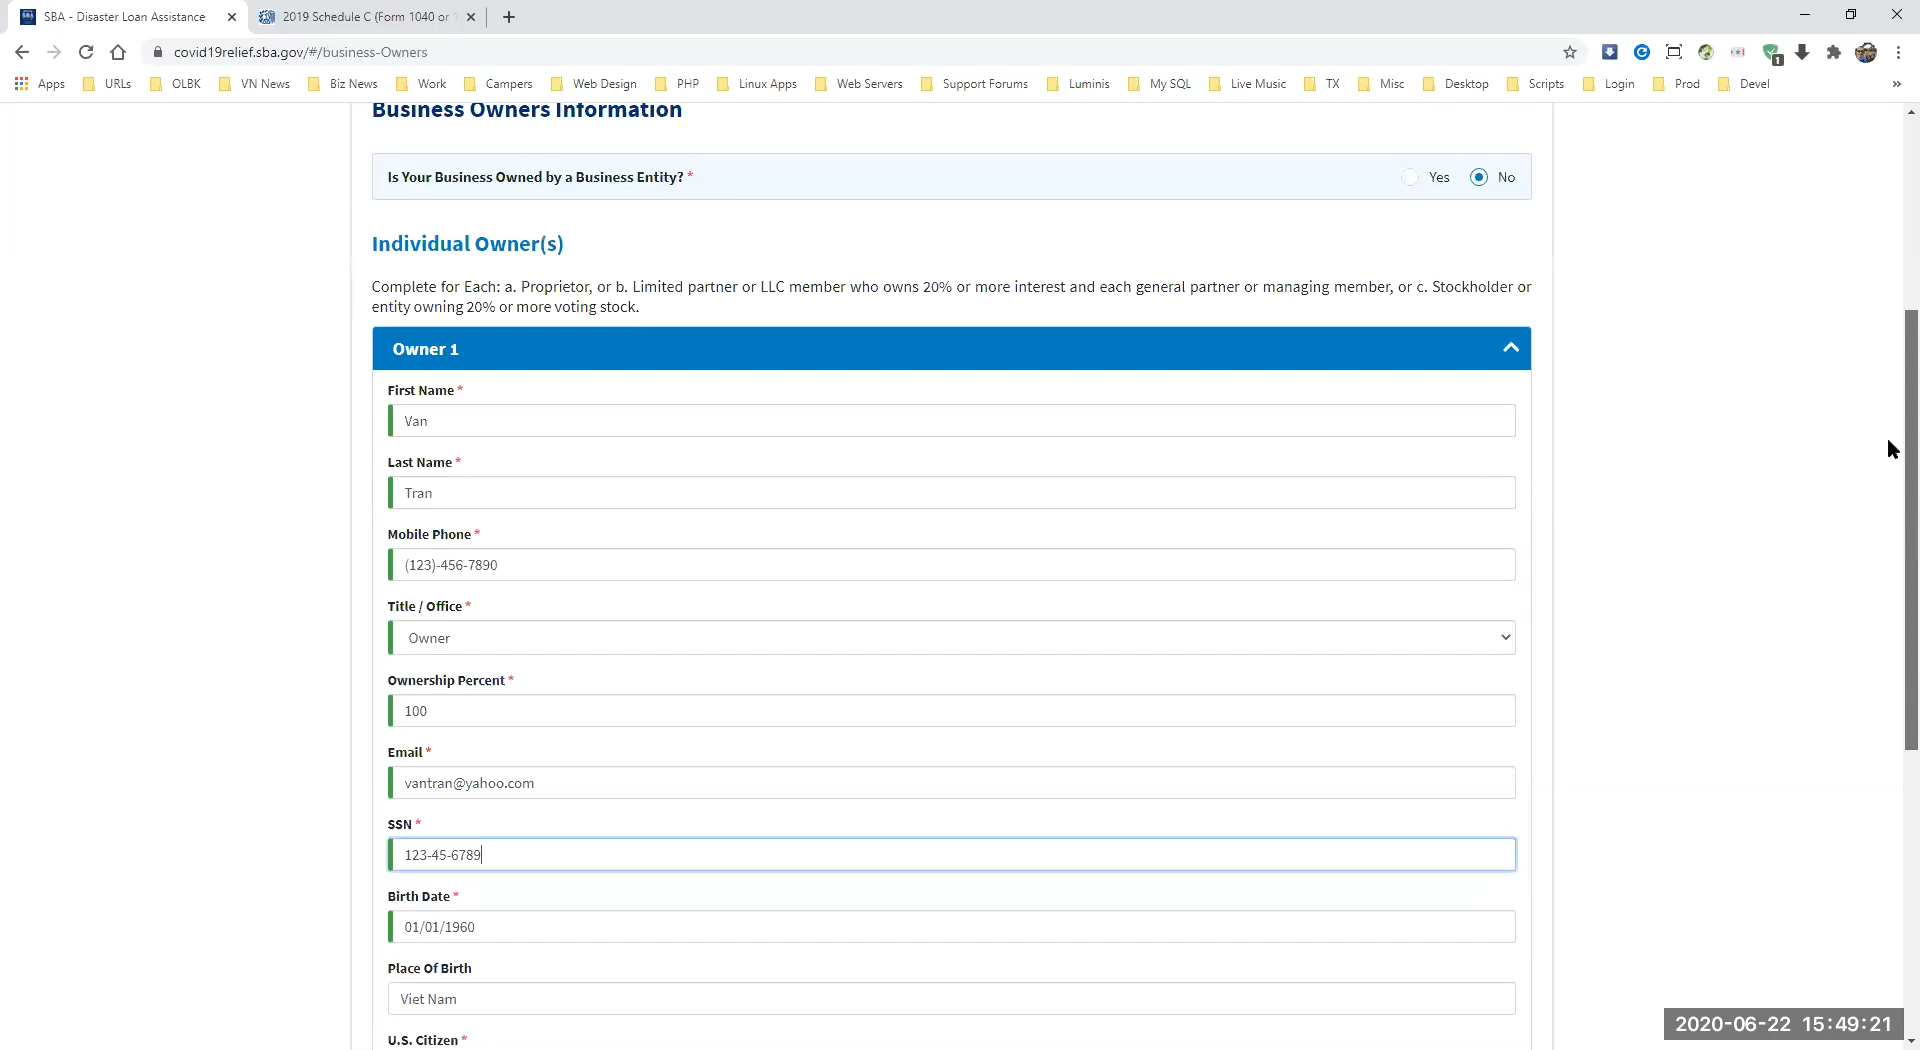 SBA - Disaster Loan Assistance
2019 Schedule C (Form 1040 or
covid19relief.sba.gov/#/business-Owners
Apps URLs OLBK VN News Biz News Work Campers Web Design PHP Linux Apps Web Servers Support Forums Luminis My SQL Live Music TX Misc Desktop Scripts Login Prod Devel »
Business Owners Information
Is Your Business Owned by a Business Entity? * Yes No
Individual Owner(s)
Complete for Each: a. Proprietor, or b. Limited partner or LLC member who owns 20% or more interest and each general partner or managing member, or c. Stockholder or
entity owning 20% or more voting stock.
Owner 1
First Name *
Van
Last Name *
Tran
Mobile Phone *
(123)-456-7890
Title / Office *
Owner
Ownership Percent *
100
Email *
vantran@yahoo.com
SSN *
123-45-6789
Birth Date *
01/01/1960
Place Of Birth
Viet Nam
U.S. Citizen *
2020-06-22 15:49:21